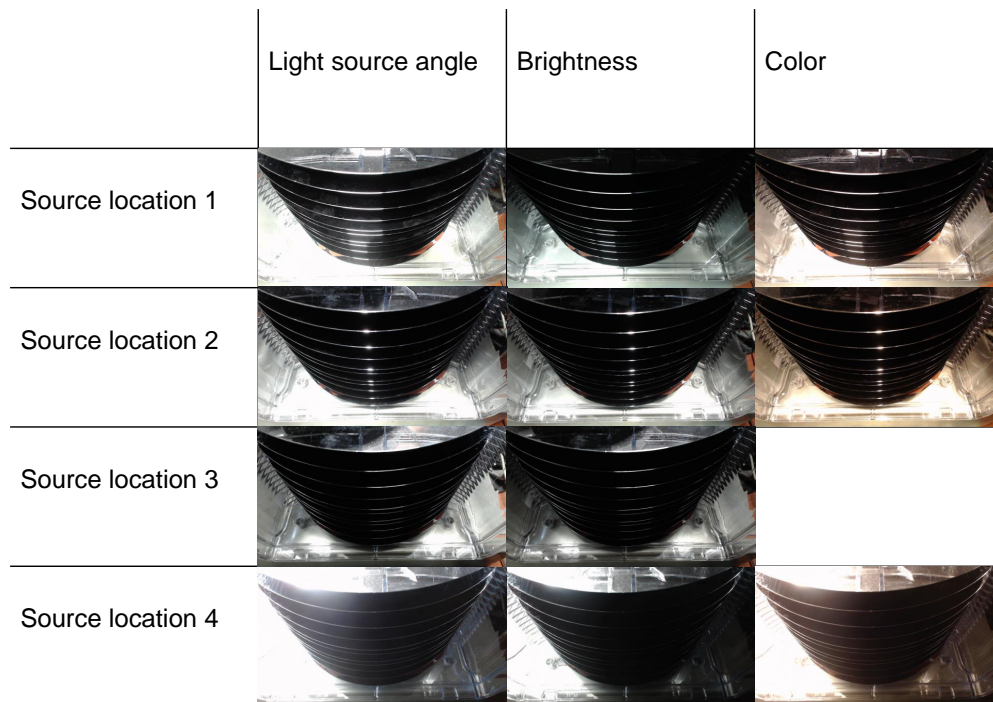 Light source angle
Brightness
Color
Source location 1
Source location 2
Source location 3
Source location 4